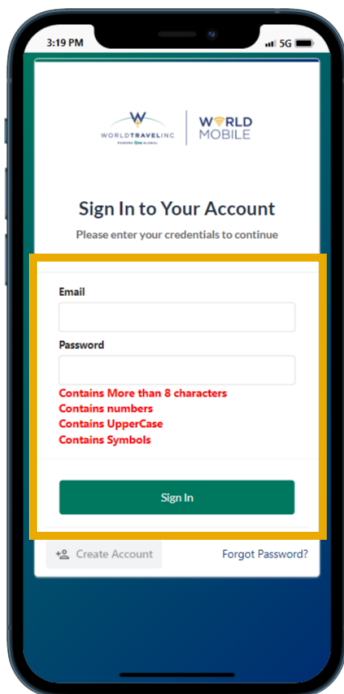 3:19 PM
5G
WORLDTRAVELINC
WORLD
MOBILE
Sign In to Your Account
Please enter your credentials to continue
Email
Password
Contains More than 8 characters
Contains numbers
Contains UpperCase
Contains Symbols
Sign In
Create Account
Forgot Password?